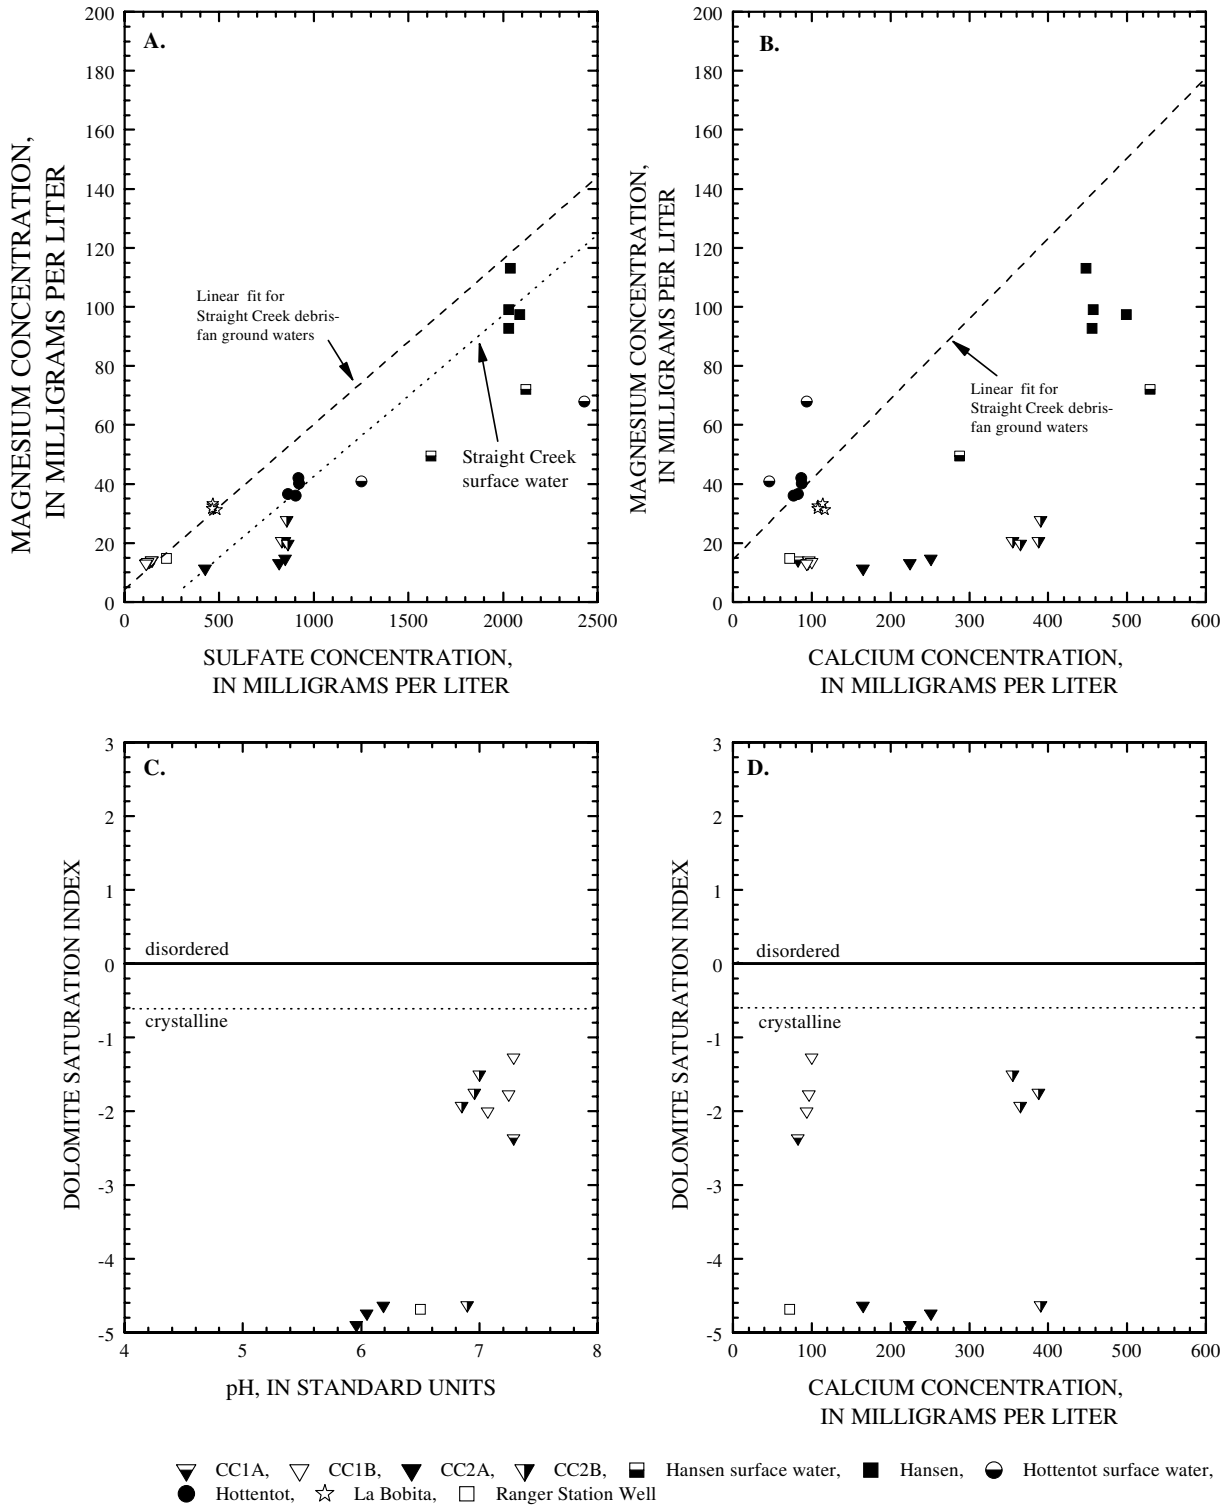 A.
200
180
160
140
120
100
80
60
40
20
0
MAGNESIUM CONCENTRATION,
IN MILLIGRAMS PER LITER
Linear fit for
Straight Creek debris-
fan ground waters
Straight Creek
surface water
0 500 1000 1500 2000 2500
SULFATE CONCENTRATION,
IN MILLIGRAMS PER LITER
B.
200
180
160
140
120
100
80
60
40
20
0
MAGNESIUM CONCENTRATION,
IN MILLIGRAMS PER LITER
Linear fit for
Straight Creek debris-
fan ground waters
0 100 200 300 400 500 600
CALCIUM CONCENTRATION,
IN MILLIGRAMS PER LITER
C.
3
2
1
0
-1
-2
-3
-4
-5
DOLOMITE SATURATION INDEX
disordered
crystalline
4 5 6 7 8
pH, IN STANDARD UNITS
D.
3
2
1
0
-1
-2
-3
-4
-5
DOLOMITE SATURATION INDEX
disordered
crystalline
0 100 200 300 400 500 600
CALCIUM CONCENTRATION,
IN MILLIGRAMS PER LITER
CC1A, CC1B, CC2A, CC2B, Hansen surface water, Hansen, Hottentot surface water,
Hottentot, La Bobita, Ranger Station Well